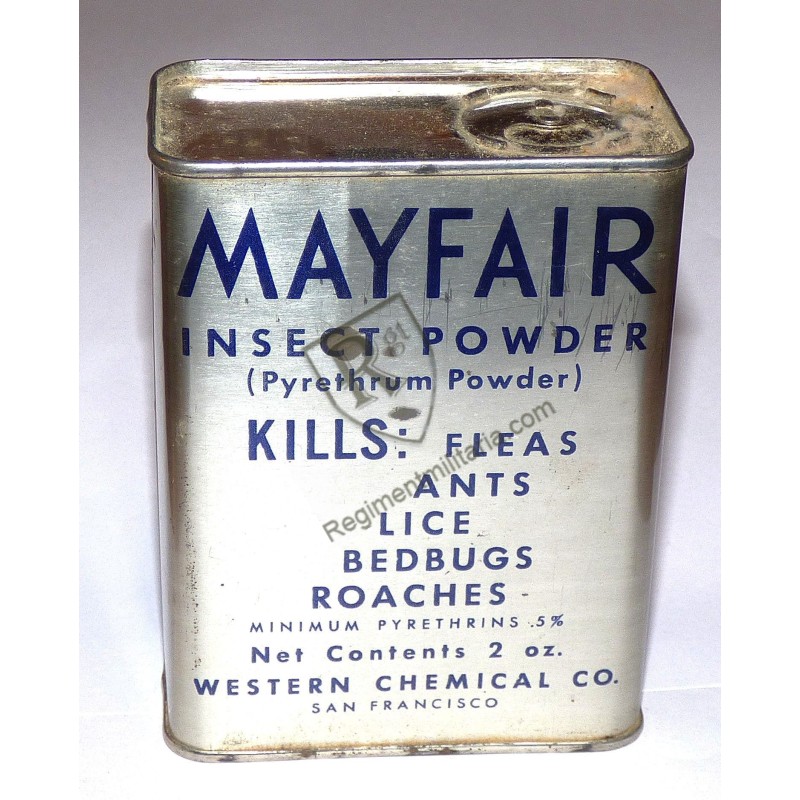 MAYFAIR
INSECT POWDER
(Pyrethrum Powder)
KILLS: FLEAS
ANTS
LICE
BEDBUGS
ROACHES
MINIMUM PYRETHRINS .5%
Net Contents 2 oz.
WESTERN CHEMICAL CO.
SAN FRANCISCO
Rgt
Regimentmilitaria.com